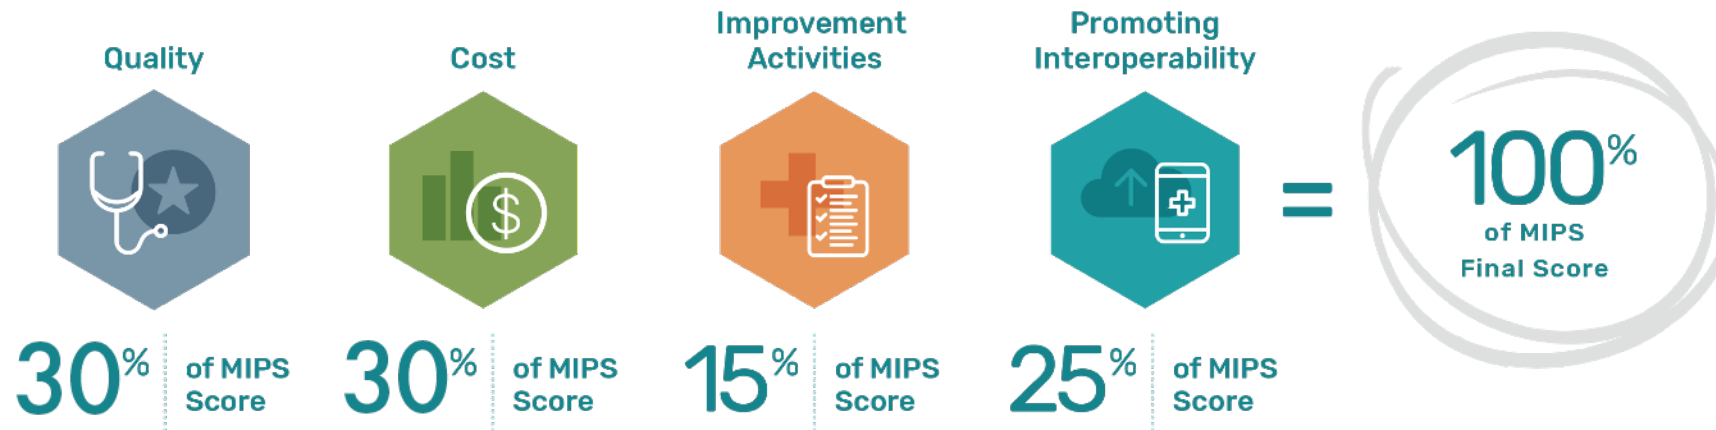 Quality
30% of MIPS
Score
Cost
30% of MIPS
Score
Improvement
Activities
15% of MIPS
Score
Promoting
Interoperability
25% of MIPS
Score
=
100%
of MIPS
Final Score